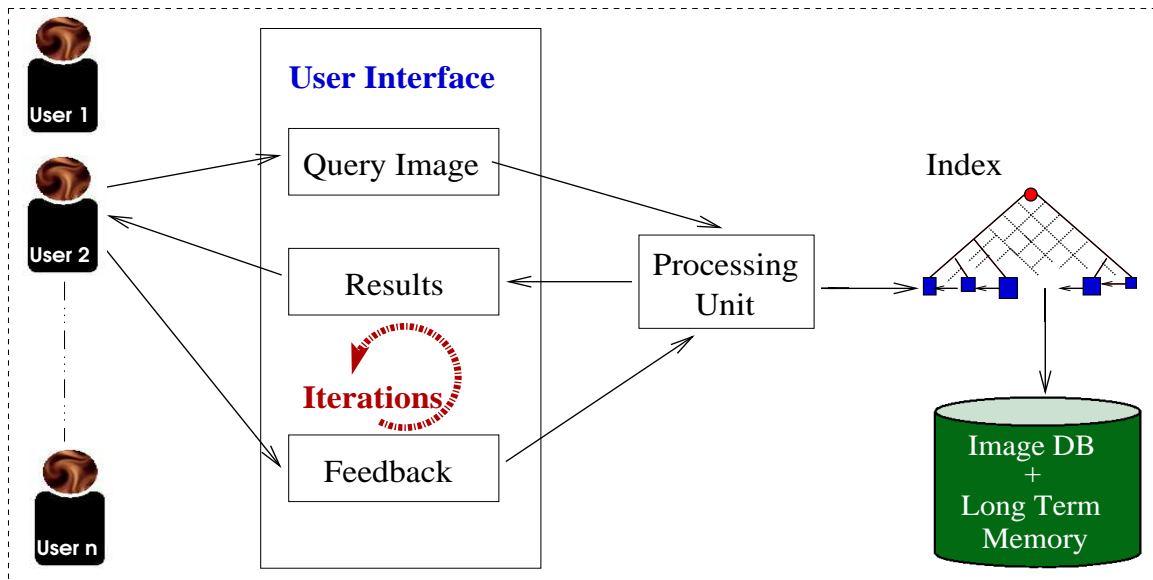 User 1
User Interface
Query Image
Index
User 2
Results
Processing
Unit
Iterations
Feedback
Image DB
+
Long Term
Memory
User n